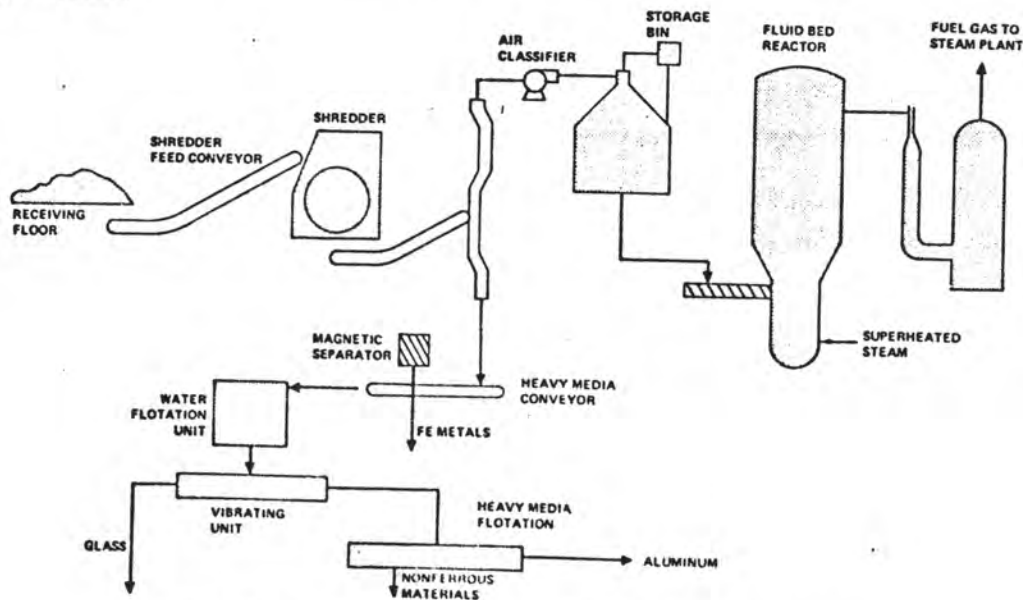 STORAGE
BIN
FLUID BED
REACTOR
FUEL GAS TO
STEAM PLANT
AIR
CLASSIFIER
SHREDDER
SHREDDER
FEED CONVEYOR
RECEIVING
FLOOR
SUPERHEATED
STEAM
MAGNETIC
SEPARATOR
HEAVY MEDIA
CONVEYOR
WATER
FLOTATION
UNIT
FE METALS
VIBRATING
UNIT
HEAVY MEDIA
FLOTATION
GLASS
ALUMINUM
NONFERROUS
MATERIALS